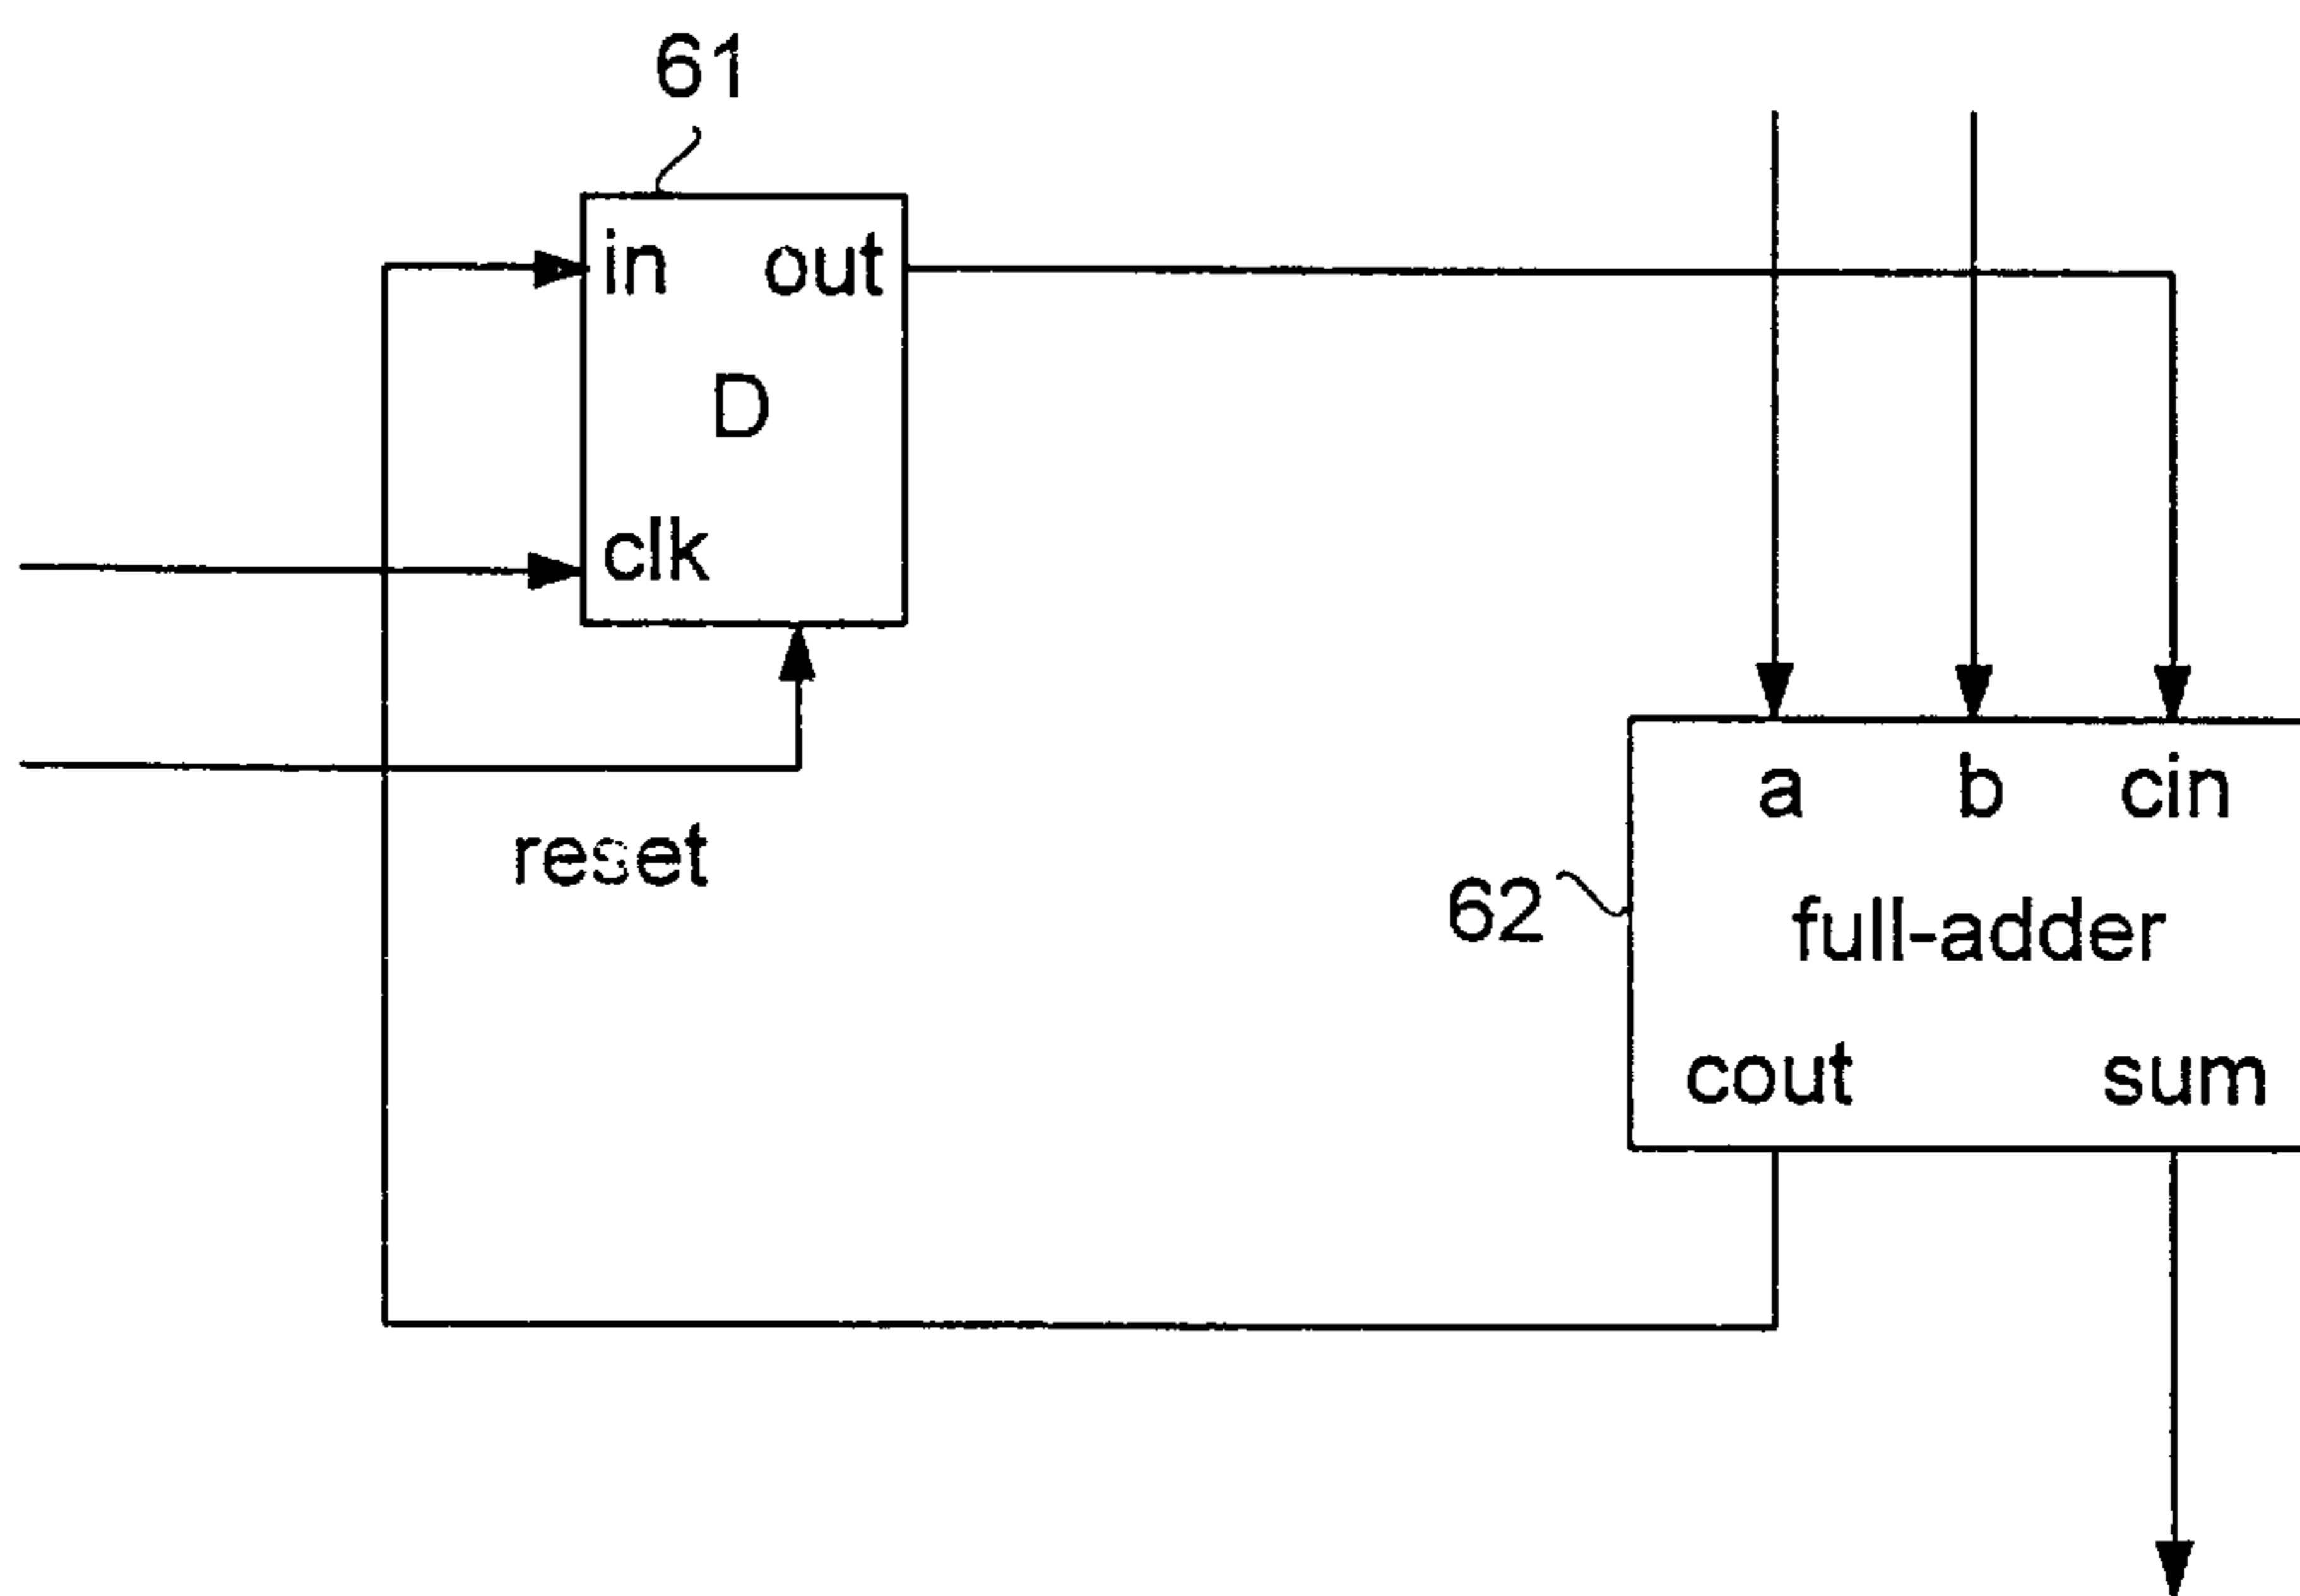 61
in out
D
clk
reset
a b cin
62
full-adder
cout sum